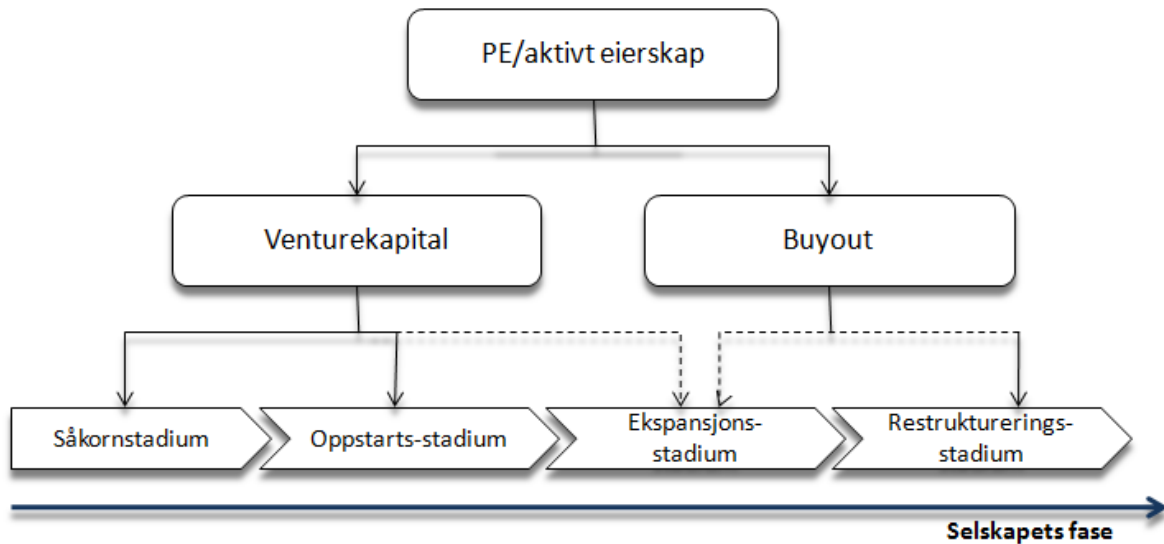 PE/aktivt eierskap
Venturekapital
Buyout
Såkornstadium
Oppstarts-stadium
Ekspansjons-
stadium
Restrukturerings-
stadium
Selskapets fase